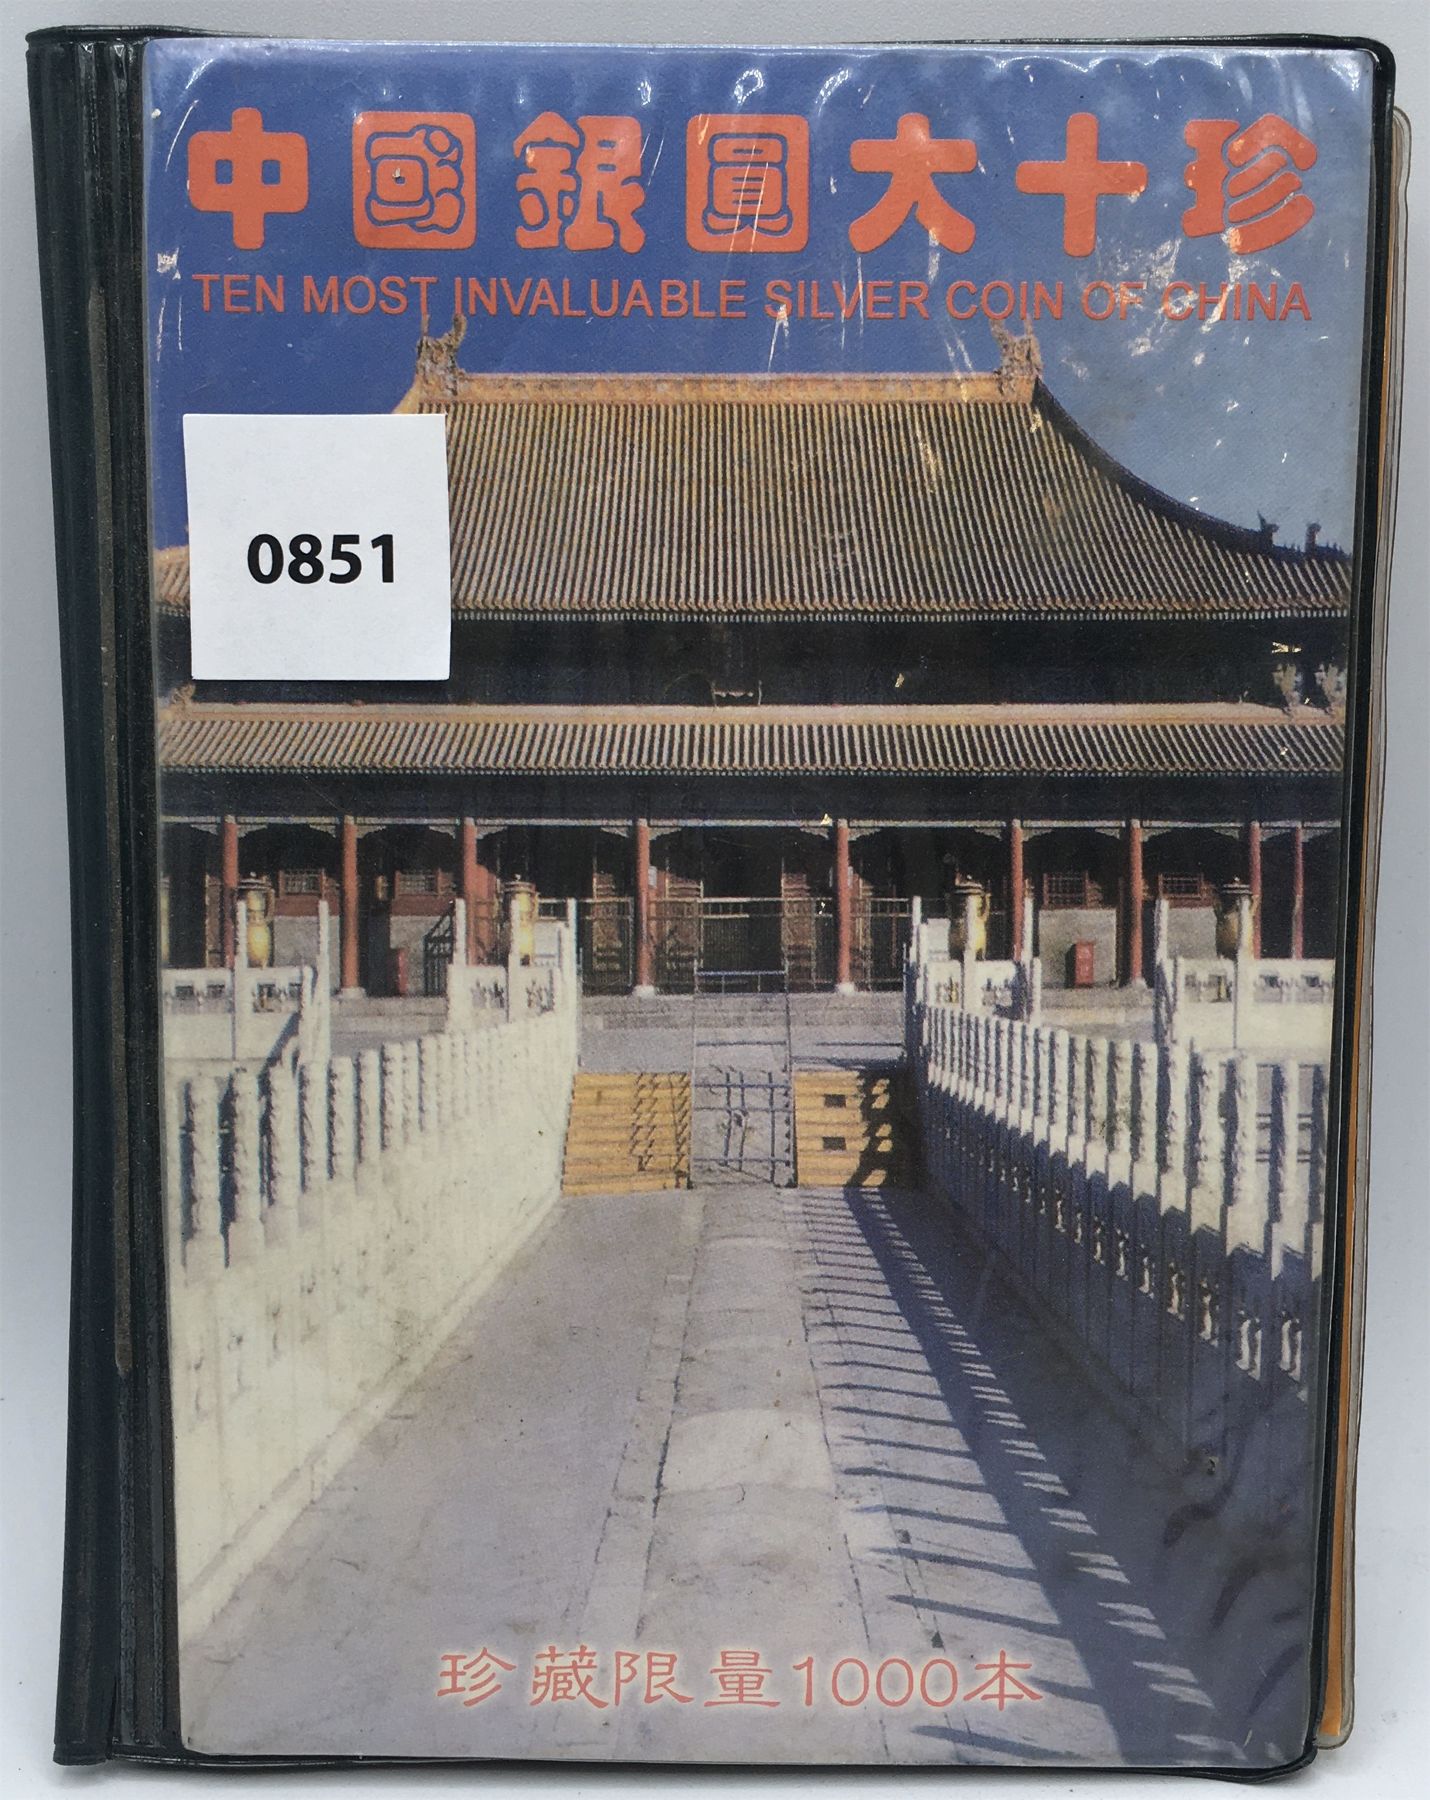 中國銀圓大十珍
TEN MOST INVALUABLE SILVER COIN OF CHINA
0851
珍藏限量1000本